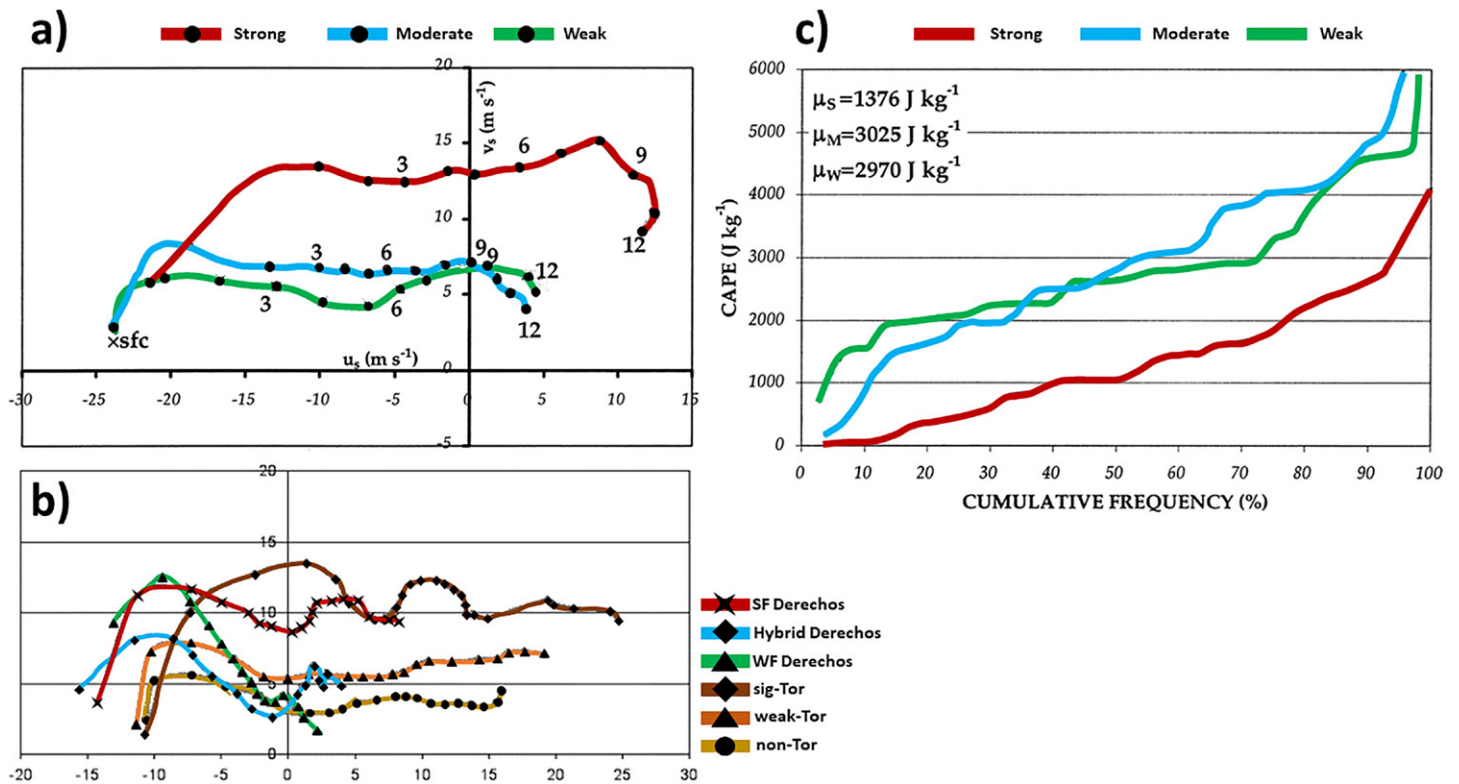 a)
Strong Moderate Weak
20
v_s (m s⁻¹)
15
10
5
0
-5
3 6 9
12
3 6 9
9
12
3 6
12
×sfc
u_s (m s⁻¹)
-30 -25 -20 -15 -10 -5 0 5 10 15
b)
20
15
10
5
0
-20 -15 -10 -5 0 5 10 15 20 25 30
SF Derechos
Hybrid Derechos
WF Derechos
sig-Tor
weak-Tor
non-Tor
c)
Strong Moderate Weak
μ_S=1376 J kg⁻¹
μ_M=3025 J kg⁻¹
μ_W=2970 J kg⁻¹
CAPE (J kg⁻¹)
6000
5000
4000
3000
2000
1000
0
0 10 20 30 40 50 60 70 80 90 100
CUMULATIVE FREQUENCY (%)